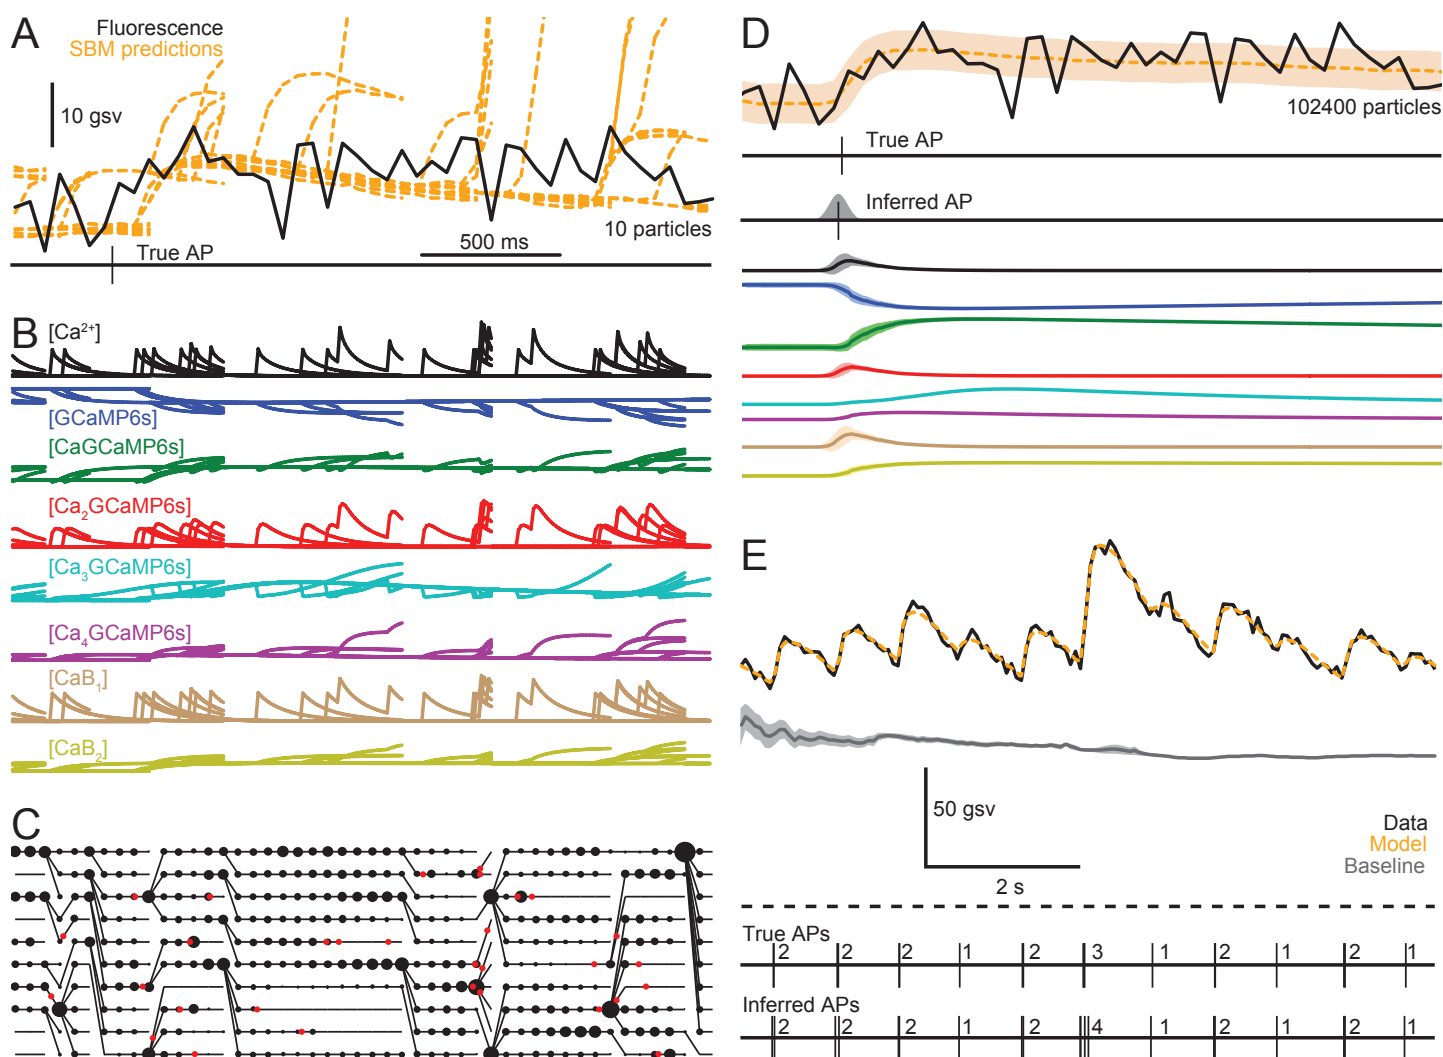 A
Fluorescence
SBM predictions
10 gsv
10 particles
500 ms
True AP
B
[Ca²⁺]
[GCaMP6s]
[CaGCaMP6s]
[Ca₂GCaMP6s]
[Ca₃GCaMP6s]
[Ca₄GCaMP6s]
[CaB₁]
[CaB₂]
C
D
102400 particles
True AP
Inferred AP
E
50 gsv
2 s
Data
Model
Baseline
True APs
2 2 2 1 2 3 1 2 1 2 1
Inferred APs
2 2 2 1 2 4 1 2 1 2 1